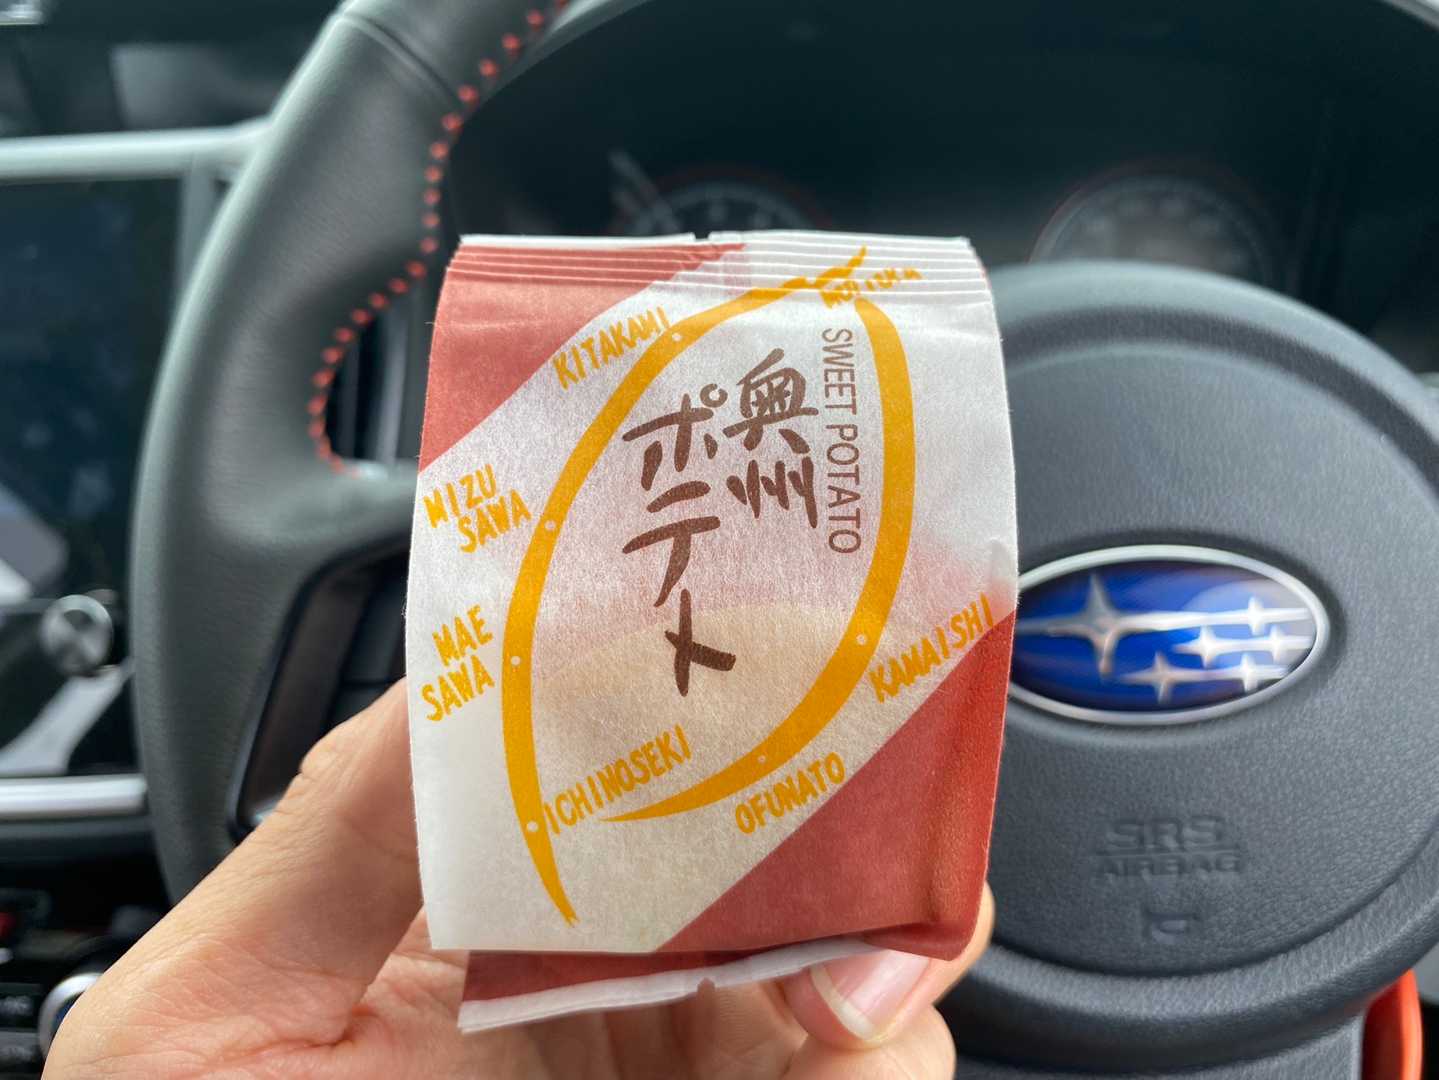 KITAKAMI
SWEET POTATO
奥州
ポテト
MIZU
SAWA
MAE
SAWA
KAMAISHI
ICHINOSEKI
OFUNATO
SRS
AIRBAG